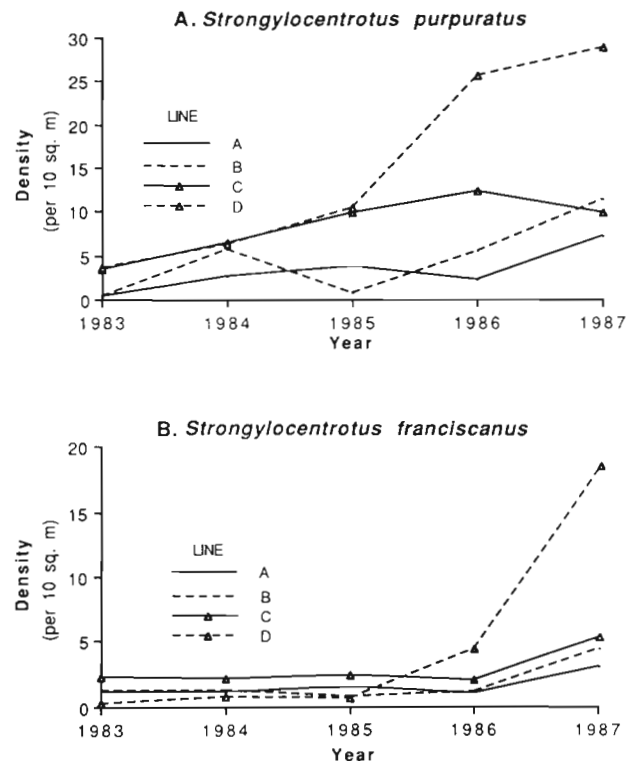 A. Strongylocentrotus purpuratus
Density
(per 10 sq. m)
30
25
20
15
10
5
0
LINE
A
B
C
D
1983 1984 1985 1986 1987
Year
B. Strongylocentrotus franciscanus
Density
(per 10 sq. m)
20
15
10
5
0
LINE
A
B
C
D
1983 1984 1985 1986 1987
Year